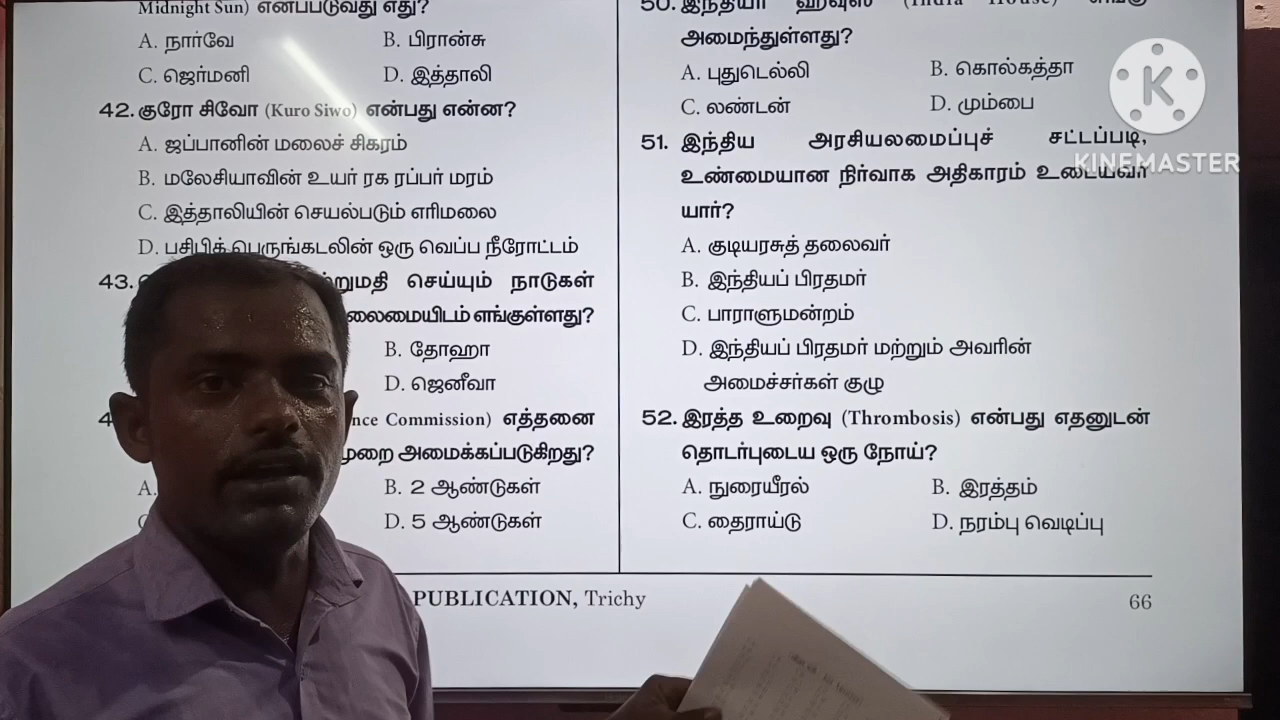 Midnight Sun) எனப்படுவது எது?
A. நார்வே B. பிரான்சு
C. ஜெர்மனி D. இத்தாலி
42. குரோ சிவோ (Kuro Siwo) என்பது என்ன?
A. ஜப்பானின் மலைச் சிகரம்
B. மலேசியாவின் உயர் ரக ரப்பர் மரம்
C. இத்தாலியின் செயல்படும் எரிமலை
D. பசிபிக் பெருங்கடலின் ஒரு வெப்ப நீரோட்டம்
43. செய்யும் நாடுகள்
எங்குள்ளது?
B. தோஹா
D. ஜெனீவா
Commission) எத்தனை
அமைக்கப்படுகிறது?
A. B. 2 ஆண்டுகள்
D. 5 ஆண்டுகள்
50. இந்தியா ஹவுஸ் (India House) எங்கு
அமைந்துள்ளது?
A. புதுடெல்லி B. கொல்கத்தா
C. லண்டன் D. மும்பை
51. இந்திய அரசியலமைப்புச் சட்டப்படி,
உண்மையான நிர்வாக அதிகாரம் உடையவர்
யார்?
A. குடியரசுத் தலைவர்
B. இந்தியப் பிரதமர்
C. பாராளுமன்றம்
D. இந்தியப் பிரதமர் மற்றும் அவரின்
அமைச்சர்கள் குழு
52. இரத்த உறைவு (Thrombosis) என்பது எதனுடன்
தொடர்புடைய ஒரு நோய்?
A. நுரையீரல் B. இரத்தம்
C. தைராய்டு D. நரம்பு வெடிப்பு
PUBLICATION, Trichy 66
K
KINEMASTER